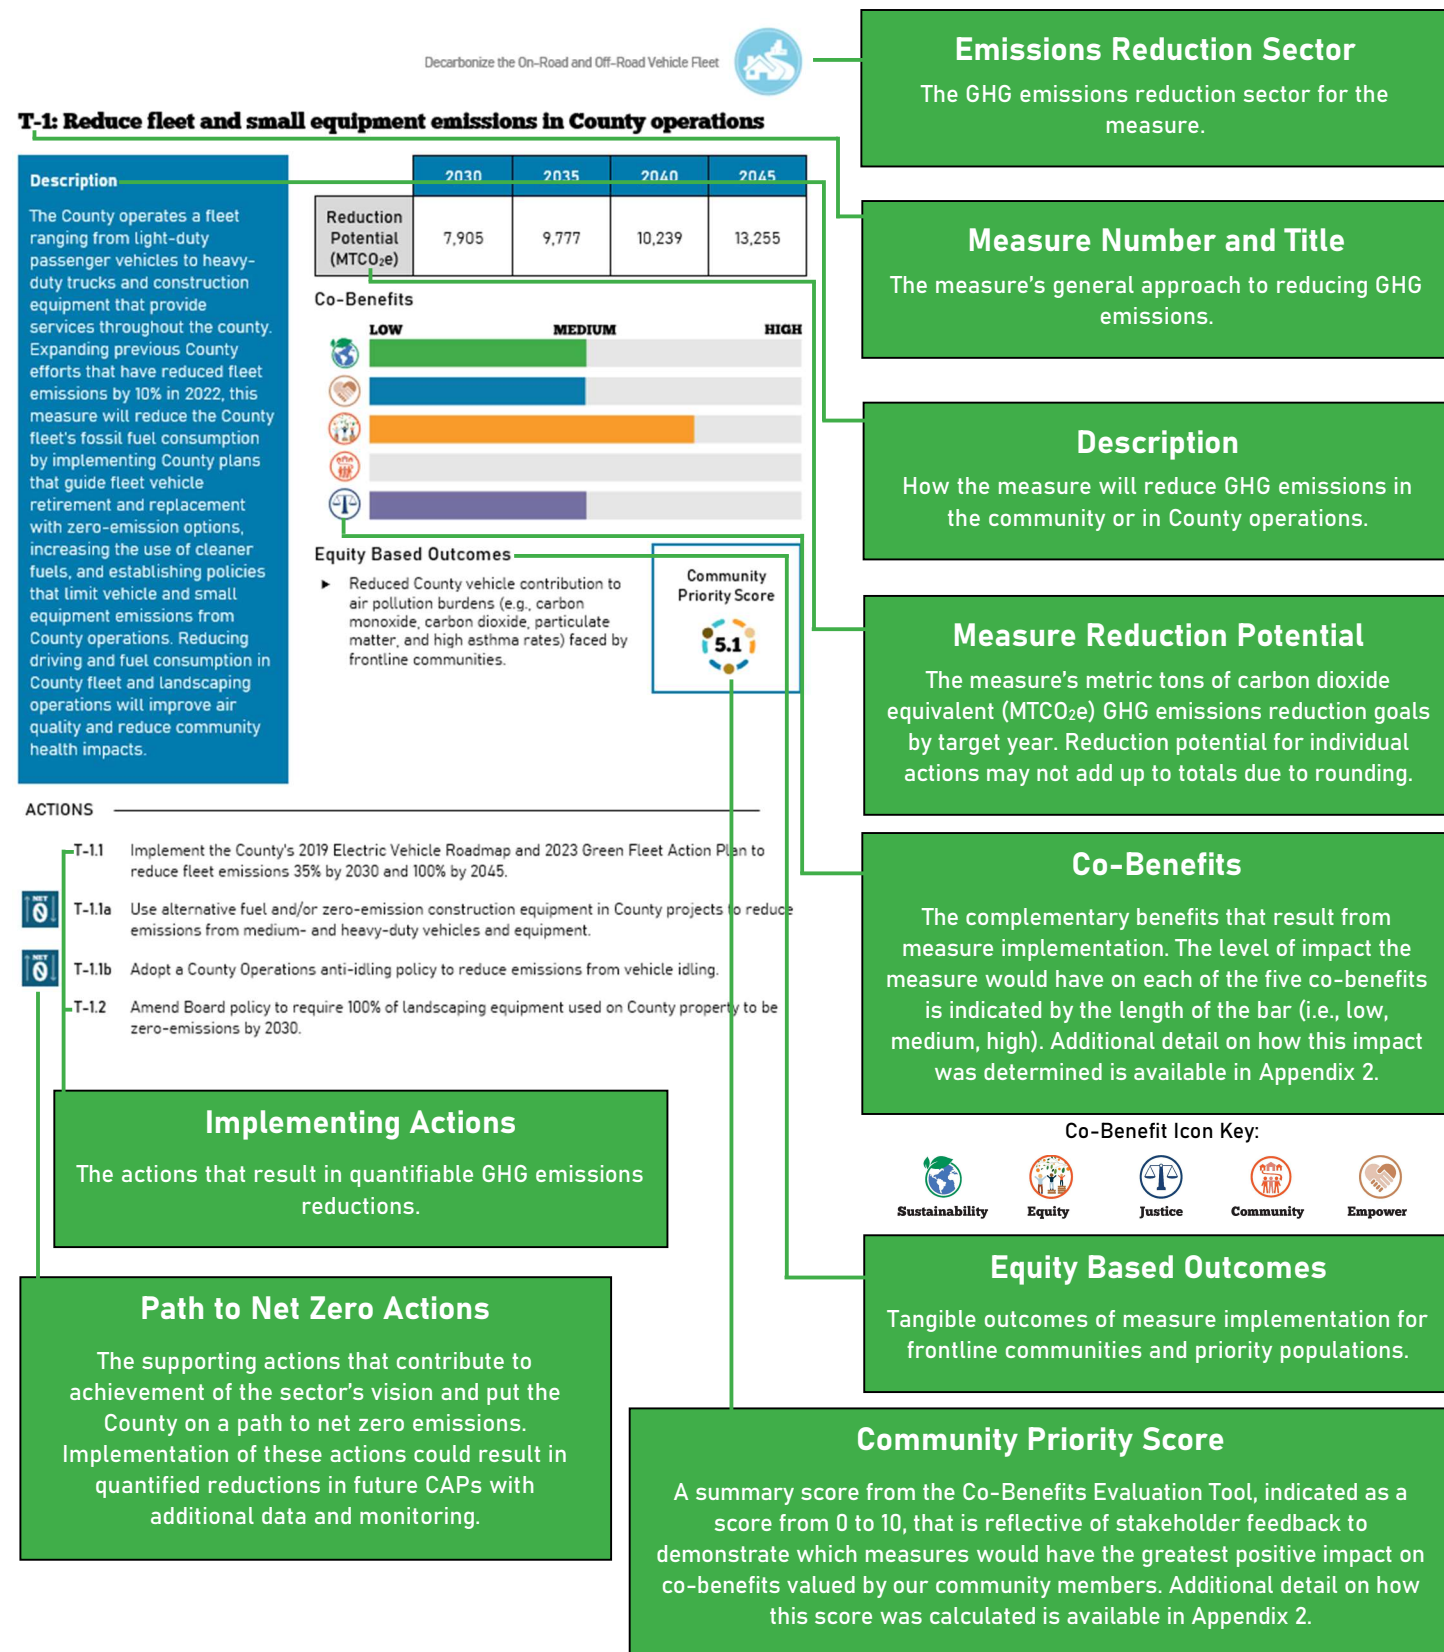 Decarbonize the On-Road and Off-Road Vehicle Fleet
T-1: Reduce fleet and small equipment emissions in County operations
Description
The County operates a fleet
ranging from light-duty
passenger vehicles to heavy-
duty trucks and construction
equipment that provide
services throughout the county.
Expanding previous County
efforts that have reduced fleet
emissions by 10% in 2022, this
measure will reduce the County
fleet's fossil fuel consumption
by implementing County plans
that guide fleet vehicle
retirement and replacement
with zero-emission options,
increasing the use of cleaner
fuels, and establishing policies
that limit vehicle and small
equipment emissions from
County operations. Reducing
driving and fuel consumption in
County fleet and landscaping
operations will improve air
quality and reduce community
health impacts.
2030 2035 2040 2045
Reduction
Potential
(MTCO₂e)
7,905 9,777 10,239 13,255
Co-Benefits
LOW MEDIUM HIGH
Equity Based Outcomes
► Reduced County vehicle contribution to
air pollution burdens (e.g., carbon
monoxide, carbon dioxide, particulate
matter, and high asthma rates) faced by
frontline communities.
Community
Priority Score
5.1
ACTIONS
T-1.1 Implement the County's 2019 Electric Vehicle Roadmap and 2023 Green Fleet Action Plan to
reduce fleet emissions 35% by 2030 and 100% by 2045.
NET
0
T-1.1a Use alternative fuel and/or zero-emission construction equipment in County projects to reduce
emissions from medium- and heavy-duty vehicles and equipment.
NET
0
T-1.1b Adopt a County Operations anti-idling policy to reduce emissions from vehicle idling.
T-1.2 Amend Board policy to require 100% of landscaping equipment used on County property to be
zero-emissions by 2030.
Implementing Actions
The actions that result in quantifiable GHG emissions
reductions.
Path to Net Zero Actions
The supporting actions that contribute to
achievement of the sector's vision and put the
County on a path to net zero emissions.
Implementation of these actions could result in
quantified reductions in future CAPs with
additional data and monitoring.
Emissions Reduction Sector
The GHG emissions reduction sector for the
measure.
Measure Number and Title
The measure's general approach to reducing GHG
emissions.
Description
How the measure will reduce GHG emissions in
the community or in County operations.
Measure Reduction Potential
The measure's metric tons of carbon dioxide
equivalent (MTCO₂e) GHG emissions reduction goals
by target year. Reduction potential for individual
actions may not add up to totals due to rounding.
Co-Benefits
The complementary benefits that result from
measure implementation. The level of impact the
measure would have on each of the five co-benefits
is indicated by the length of the bar (i.e., low,
medium, high). Additional detail on how this impact
was determined is available in Appendix 2.
Co-Benefit Icon Key:
Sustainability Equity Justice Community Empower
Equity Based Outcomes
Tangible outcomes of measure implementation for
frontline communities and priority populations.
Community Priority Score
A summary score from the Co-Benefits Evaluation Tool, indicated as a
score from 0 to 10, that is reflective of stakeholder feedback to
demonstrate which measures would have the greatest positive impact on
co-benefits valued by our community members. Additional detail on how
this score was calculated is available in Appendix 2.